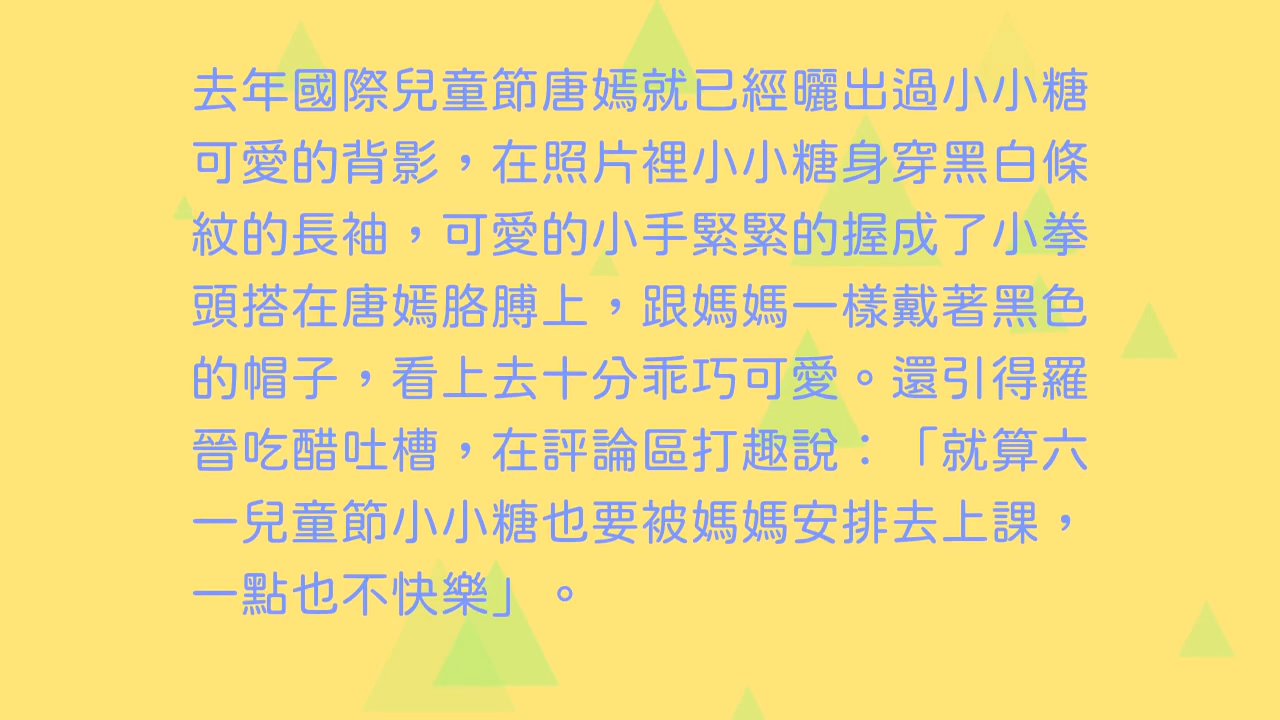 去年國際兒童節唐嫣就已經曬出過小小糖
可愛的背影，在照片裡小小糖身穿黑白條
紋的長袖，可愛的小手緊緊的握成了小拳
頭搭在唐嫣胳膊上，跟媽媽一樣戴著黑色
的帽子，看上去十分乖巧可愛。還引得羅
晉吃醋吐槽，在評論區打趣說：「就算六
一兒童節小小糖也要被媽媽安排去上課，
一點也不快樂」。